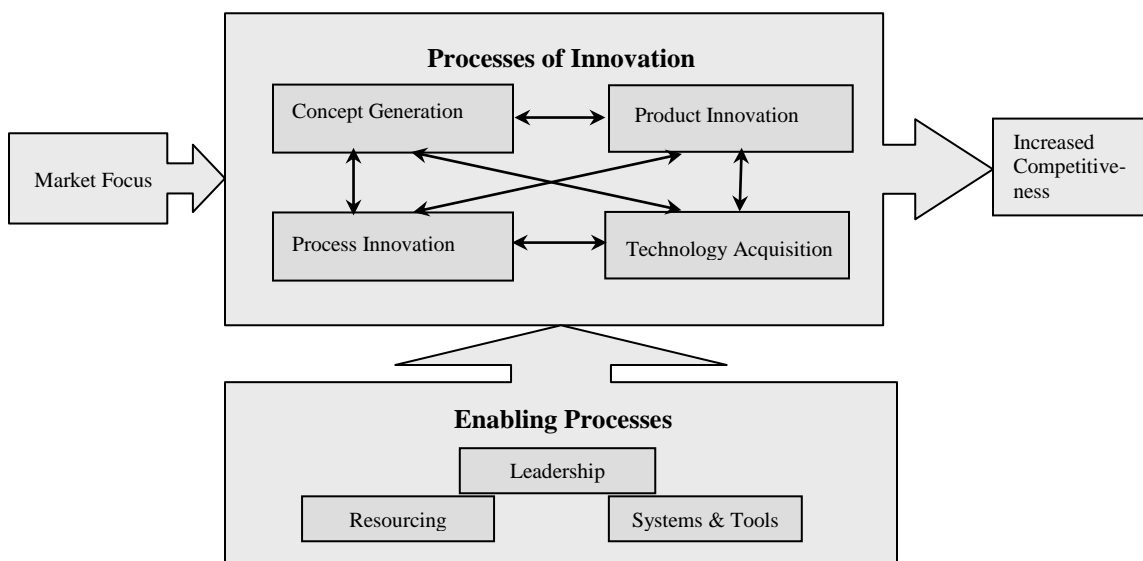 Processes of Innovation
Concept Generation
Product Innovation
Market Focus
Increased
Competitive-
ness
Process Innovation
Technology Acquisition
Enabling Processes
Leadership
Resourcing
Systems & Tools